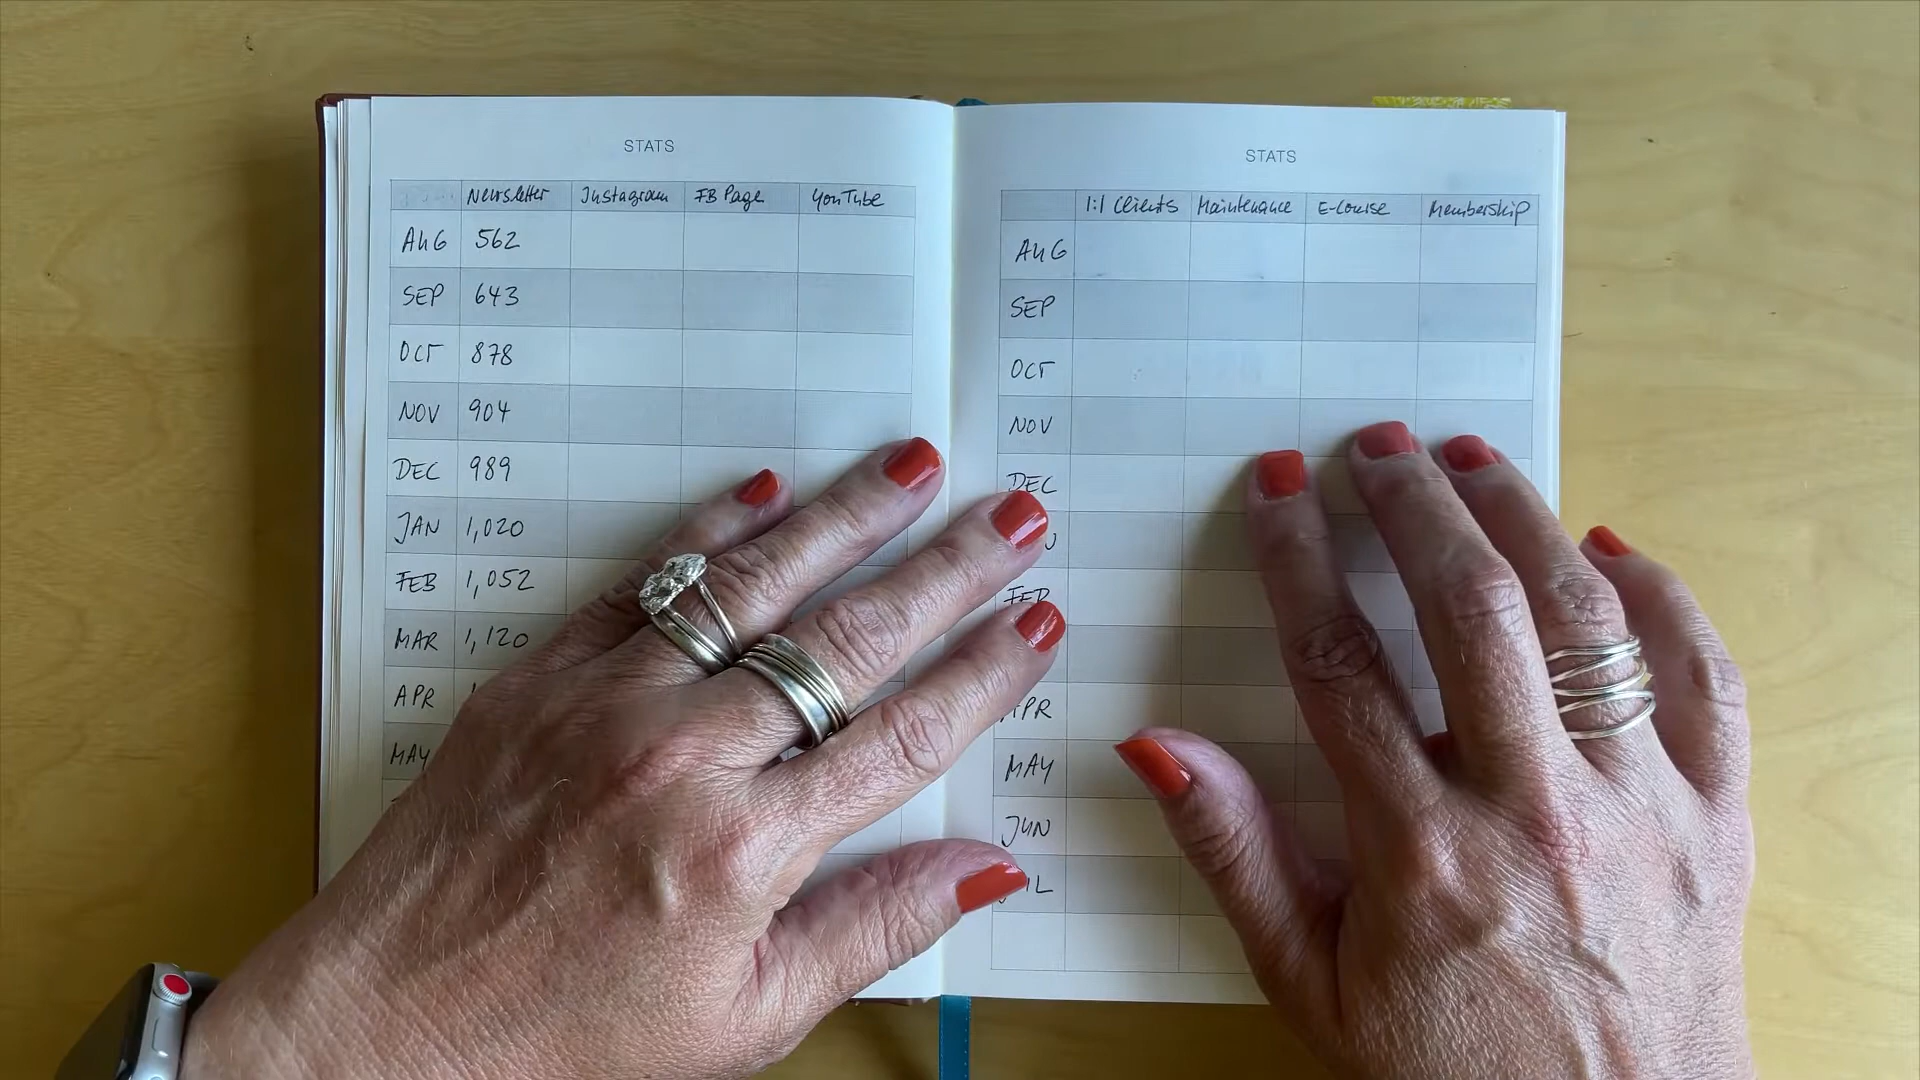 STATS
Newsletter Instagram FB Page YouTube
AUG 562
SEP 643
OCT 878
NOV 904
DEC 989
JAN 1,020
FEB 1,052
MAR 1,120
APR
MAY
STATS
1:1 Clients Maintenance E-Course Membership
AUG
SEP
OCT
NOV
DEC
FEB
APR
MAY
JUN